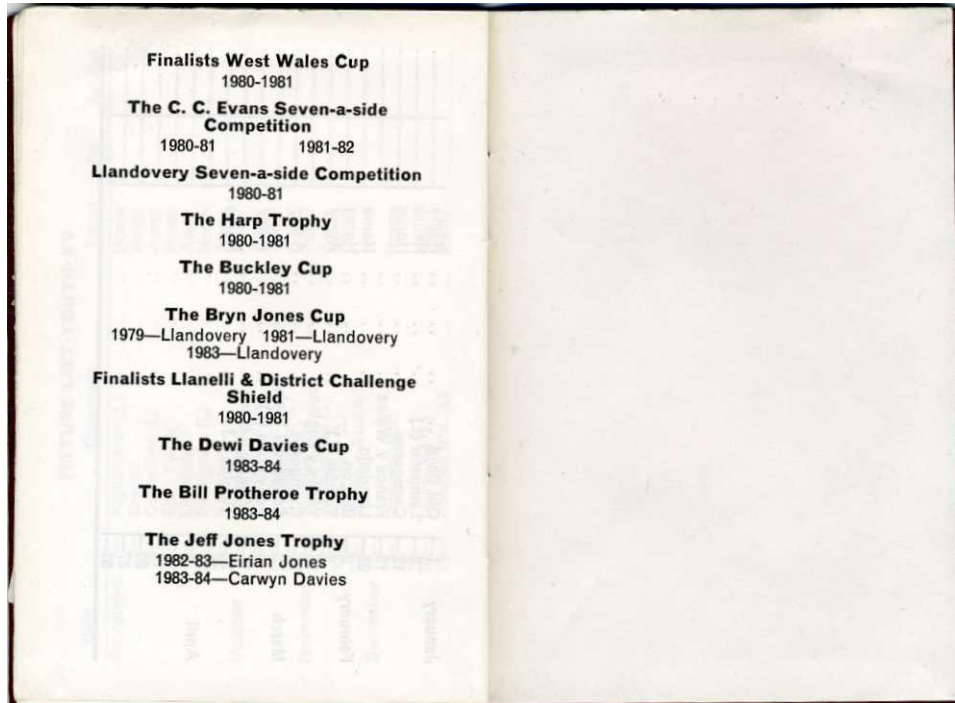 Finalists West Wales Cup
1980-1981
The C. C. Evans Seven-a-side
Competition
1980-81 1981-82
Llandovery Seven-a-side Competition
1980-81
The Harp Trophy
1980-1981
The Buckley Cup
1980-1981
The Bryn Jones Cup
1979—Llandovery 1981—Llandovery
1983—Llandovery
Finalists Llanelli & District Challenge
Shield
1980-1981
The Dewi Davies Cup
1983-84
The Bill Protheroe Trophy
1983-84
The Jeff Jones Trophy
1982-83—Eirian Jones
1983-84—Carwyn Davies